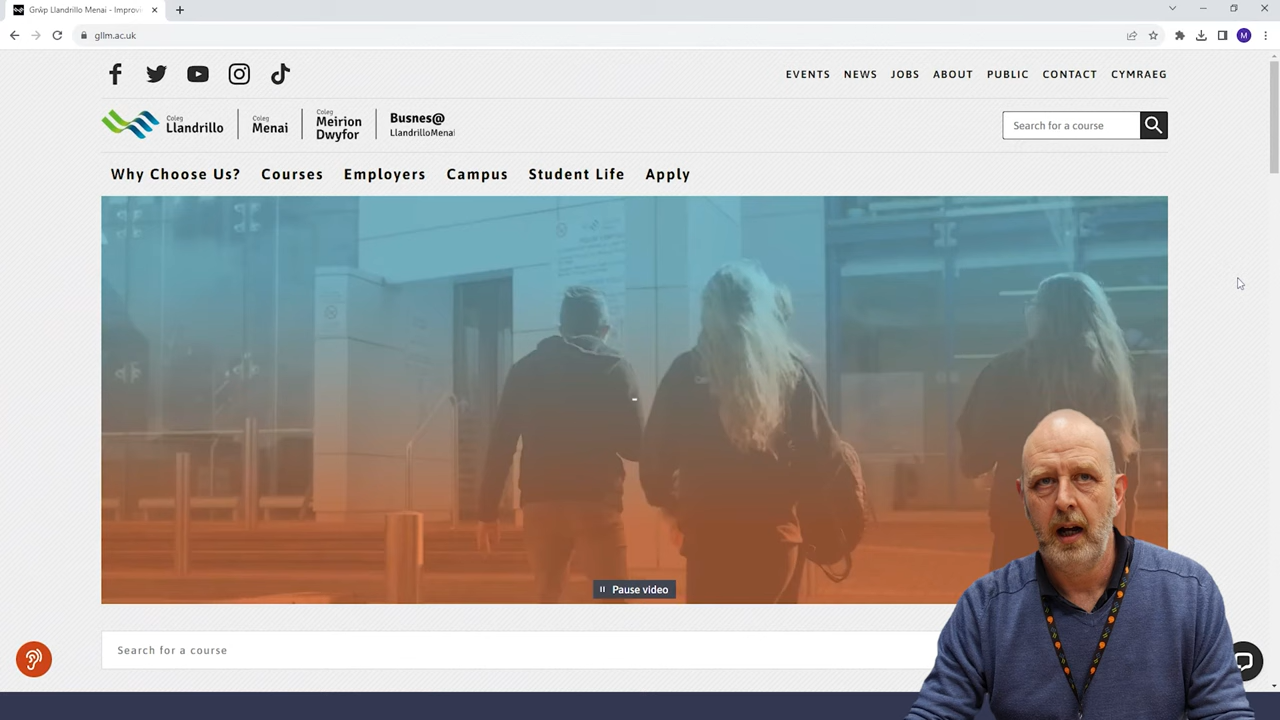 Grŵp Llandrillo Menai - Improvi
gllm.ac.uk
M
EVENTS NEWS JOBS ABOUT PUBLIC CONTACT CYMRAEG
Coleg Llandrillo
Coleg Menai
Coleg Meirion Dwyfor
Busnes@ LlandrilloMenai
Search for a course
Why Choose Us? Courses Employers Campus Student Life Apply
Pause video
Search for a course